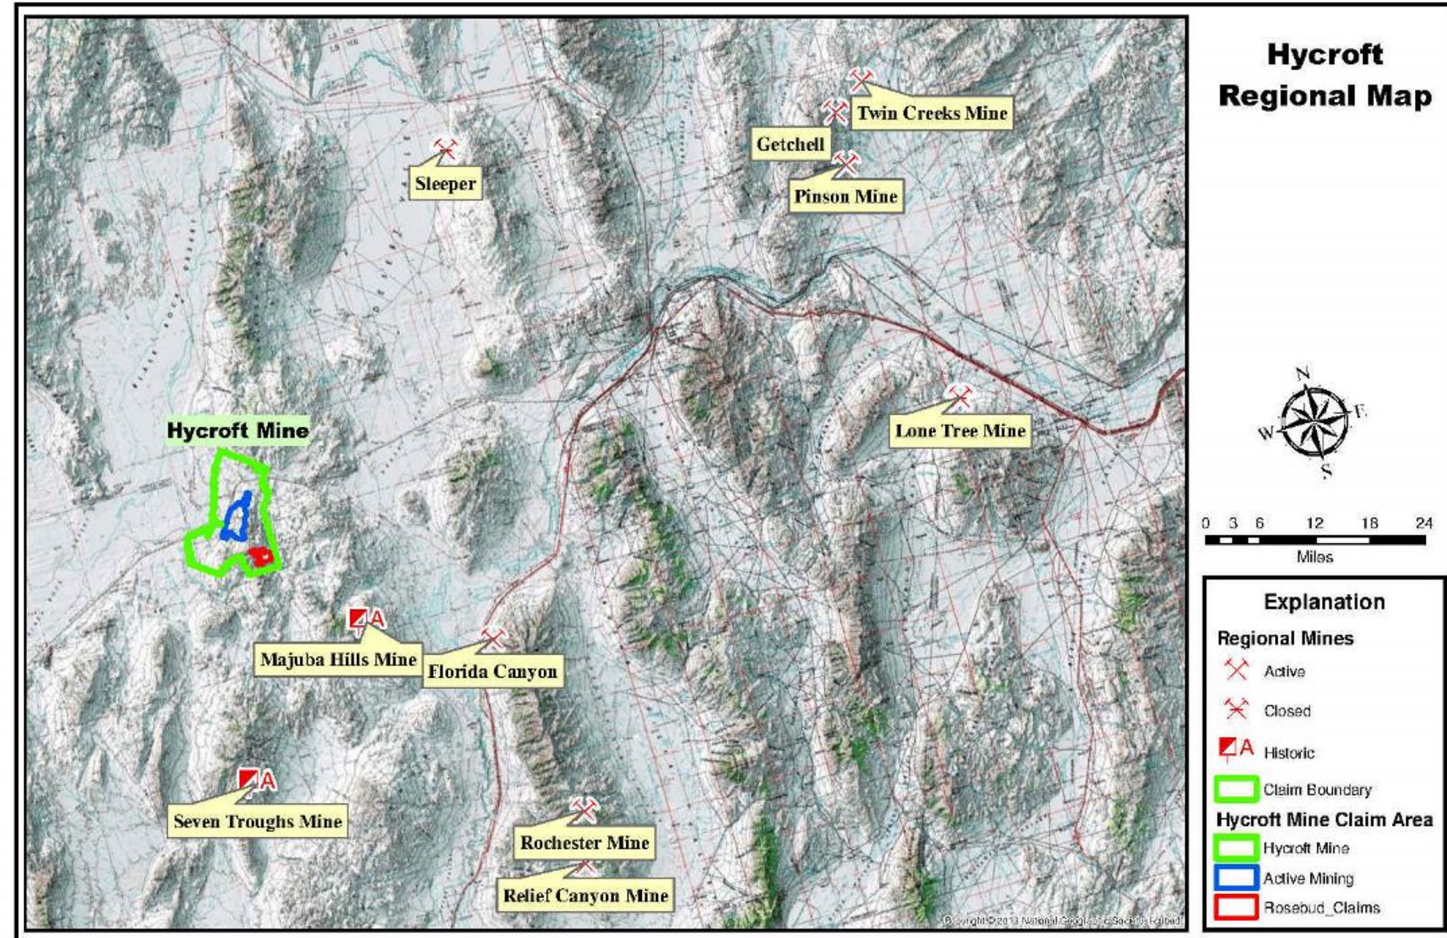 Hycroft
Regional Map
Twin Creeks Mine
Getchell
Sleeper
Pinson Mine
Lone Tree Mine
Hycroft Mine
A
Majuba Hills Mine
Florida Canyon
A
Seven Troughs Mine
Rochester Mine
Relief Canyon Mine
N
W
E
S
0 3 6 12 18 24
Miles
Explanation
Regional Mines
Active
Closed
A Historic
Claim Boundary
Hycroft Mine Claim Area
Hycroft Mine
Active Mining
Rosebud_Claims